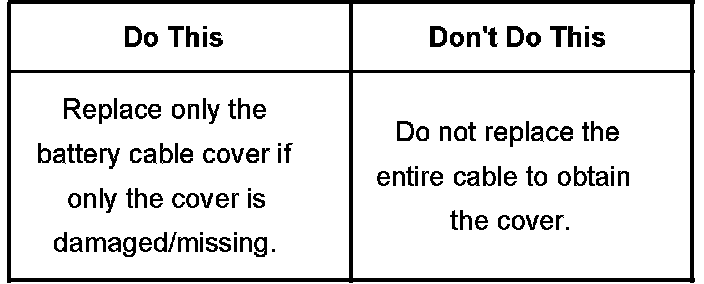 Do This
Don't Do This
Replace only the
battery cable cover if
only the cover is
damaged/missing.
Do not replace the
entire cable to obtain
the cover.